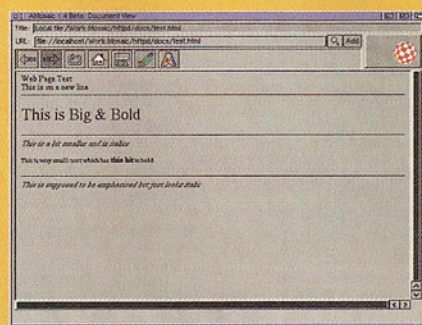 AMosaic 1.4 Beta: Document View
Title: Local file /Work:Mosaic/httpd/docs/test.html
URL: file://localhost/Work:Mosaic/httpd/docs/test.html
Add
Web Page Test
This is on a new line
This is Big & Bold
This is a bit smaller and in italics
This is very small text which has this bit in bold
This is supposed to be emphasised but just looks italic